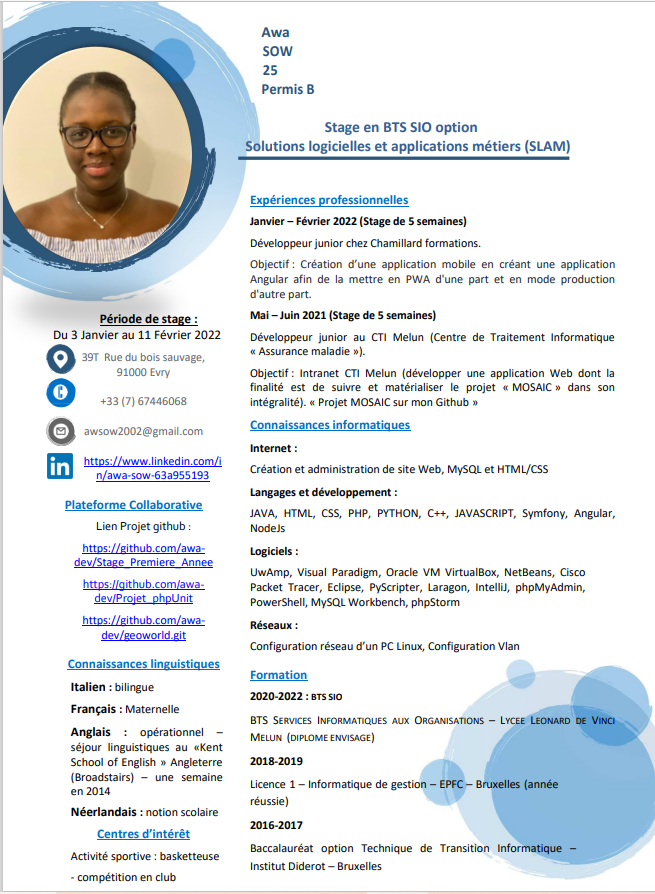 Awa
SOW
25
Permis B
Stage en BTS SIO option
Solutions logicielles et applications métiers (SLAM)
Période de stage :
Du 3 Janvier au 11 Février 2022
39T Rue du bois sauvage,
91000 Evry
+33 (7) 67446068
awsow2002@gmail.com
https://www.linkedin.com/i
n/awa-sow-63a955193
Plateforme Collaborative
Lien Projet github :
https://github.com/awa-
dev/Stage_Premiere_Annee
https://github.com/awa-
dev/Projet_phpUnit
https://github.com/awa-
dev/geoworld.git
Connaissances linguistiques
Italien : bilingue
Français : Maternelle
Anglais : opérationnel –
séjour linguistiques au «Kent
School of English » Angleterre
(Broadstairs) – une semaine
en 2014
Néerlandais : notion scolaire
Centres d’intérêt
Activité sportive : basketteuse
- compétition en club
Expériences professionnelles
Janvier – Février 2022 (Stage de 5 semaines)
Développeur junior chez Chamillard formations.
Objectif : Création d’une application mobile en créant une application
Angular afin de la mettre en PWA d'une part et en mode production
d'autre part.
Mai – Juin 2021 (Stage de 5 semaines)
Développeur junior au CTI Melun (Centre de Traitement Informatique
« Assurance maladie »).
Objectif : Intranet CTI Melun (développer une application Web dont la
finalité est de suivre et matérialiser le projet « MOSAIC » dans son
intégralité). « Projet MOSAIC sur mon Github »
Connaissances informatiques
Internet :
Création et administration de site Web, MySQL et HTML/CSS
Langages et développement :
JAVA, HTML, CSS, PHP, PYTHON, C++, JAVASCRIPT, Symfony, Angular,
NodeJs
Logiciels :
UwAmp, Visual Paradigm, Oracle VM VirtualBox, NetBeans, Cisco
Packet Tracer, Eclipse, PyScripter, Laragon, IntelliJ, phpMyAdmin,
PowerShell, MySQL Workbench, phpStorm
Réseaux :
Configuration réseau d’un PC Linux, Configuration Vlan
Formation
2020-2022 : BTS SIO
BTS SERVICES INFORMATIQUES AUX ORGANISATIONS – LYCEE LEONARD DE VINCI
MELUN (DIPLOME ENVISAGE)
2018-2019
Licence 1 – Informatique de gestion – EPFC – Bruxelles (année
réussie)
2016-2017
Baccalauréat option Technique de Transition Informatique –
Institut Diderot – Bruxelles